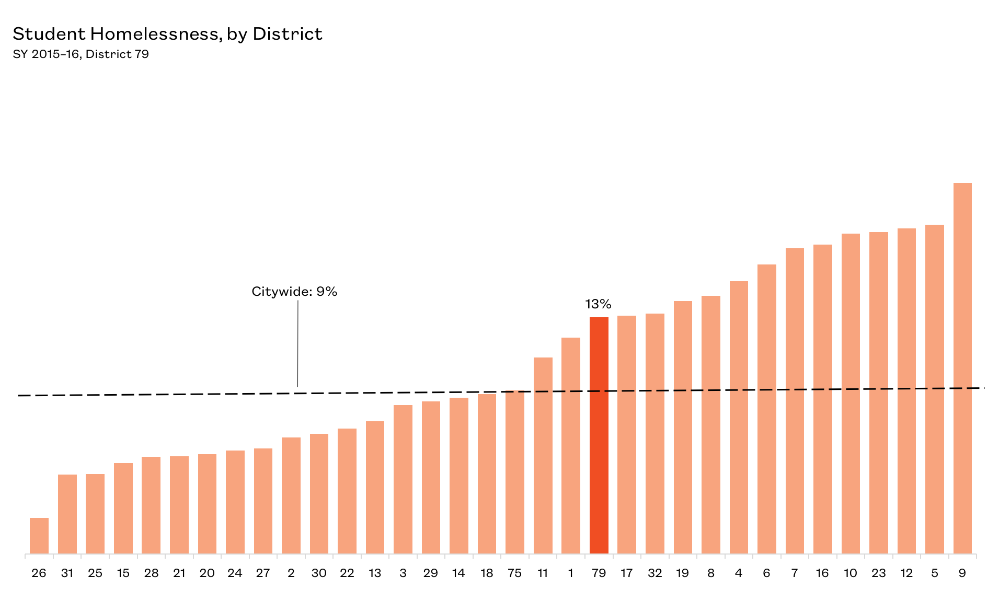 Student Homelessness, by District
SY 2015–16, District 79
Citywide: 9%
13%
26 31 25 15 28 21 20 24 27 2 30 22 13 3 29 14 18 75 11 1 79 17 32 19 8 4 6 7 16 10 23 12 5 9